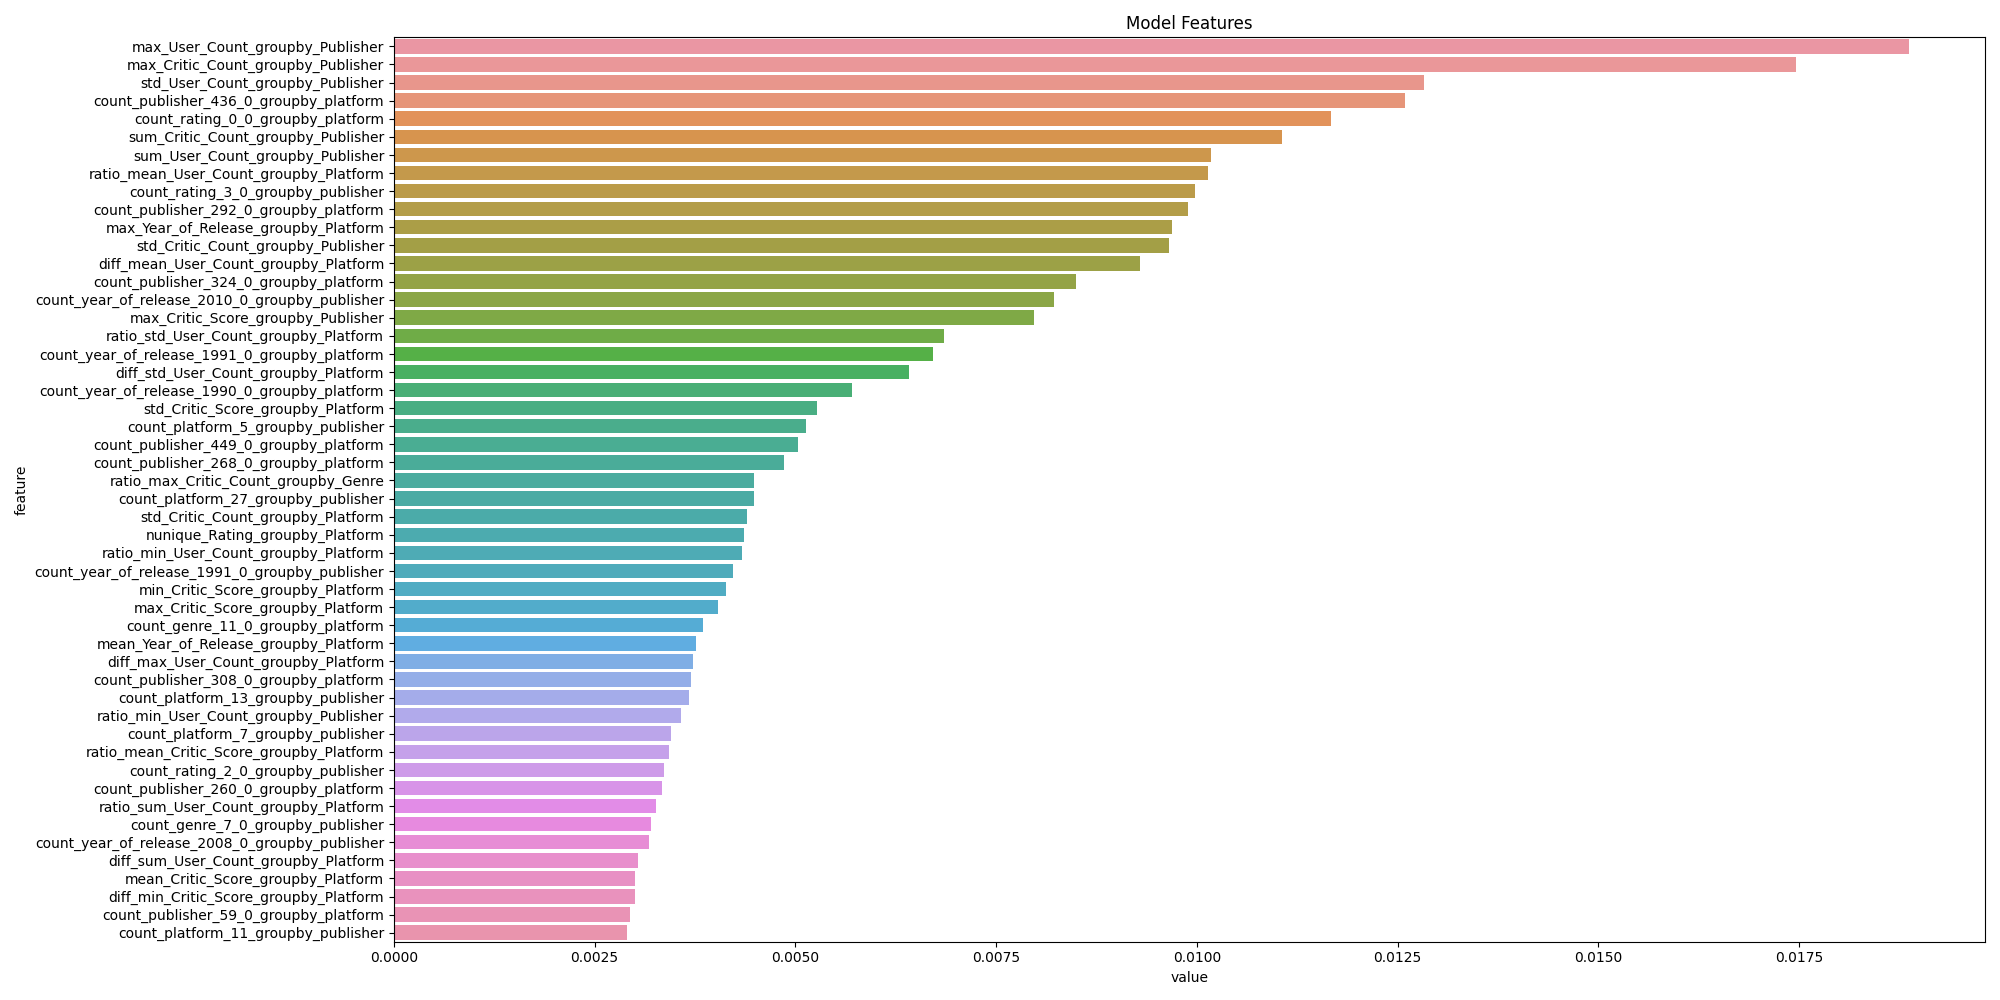 Model Features
max_User_Count_groupby_Publisher
max_Critic_Count_groupby_Publisher
std_User_Count_groupby_Publisher
count_publisher_436_0_groupby_platform
count_rating_0_0_groupby_platform
sum_Critic_Count_groupby_Publisher
sum_User_Count_groupby_Publisher
ratio_mean_User_Count_groupby_Platform
count_rating_3_0_groupby_publisher
count_publisher_292_0_groupby_platform
max_Year_of_Release_groupby_Platform
std_Critic_Count_groupby_Publisher
diff_mean_User_Count_groupby_Platform
count_publisher_324_0_groupby_platform
count_year_of_release_2010_0_groupby_publisher
max_Critic_Score_groupby_Publisher
ratio_std_User_Count_groupby_Platform
count_year_of_release_1991_0_groupby_platform
diff_std_User_Count_groupby_Platform
count_year_of_release_1990_0_groupby_platform
std_Critic_Score_groupby_Platform
count_platform_5_groupby_publisher
count_publisher_449_0_groupby_platform
count_publisher_268_0_groupby_platform
ratio_max_Critic_Count_groupby_Genre
count_platform_27_groupby_publisher
std_Critic_Count_groupby_Platform
nunique_Rating_groupby_Platform
ratio_min_User_Count_groupby_Platform
count_year_of_release_1991_0_groupby_publisher
min_Critic_Score_groupby_Platform
max_Critic_Score_groupby_Platform
count_genre_11_0_groupby_platform
mean_Year_of_Release_groupby_Platform
diff_max_User_Count_groupby_Platform
count_publisher_308_0_groupby_platform
count_platform_13_groupby_publisher
ratio_min_User_Count_groupby_Publisher
count_platform_7_groupby_publisher
ratio_mean_Critic_Score_groupby_Platform
count_rating_2_0_groupby_publisher
count_publisher_260_0_groupby_platform
ratio_sum_User_Count_groupby_Platform
count_genre_7_0_groupby_publisher
count_year_of_release_2008_0_groupby_publisher
diff_sum_User_Count_groupby_Platform
mean_Critic_Score_groupby_Platform
diff_min_Critic_Score_groupby_Platform
count_publisher_59_0_groupby_platform
count_platform_11_groupby_publisher
feature
0.0000 0.0025 0.0050 0.0075 0.0100 0.0125 0.0150 0.0175
value